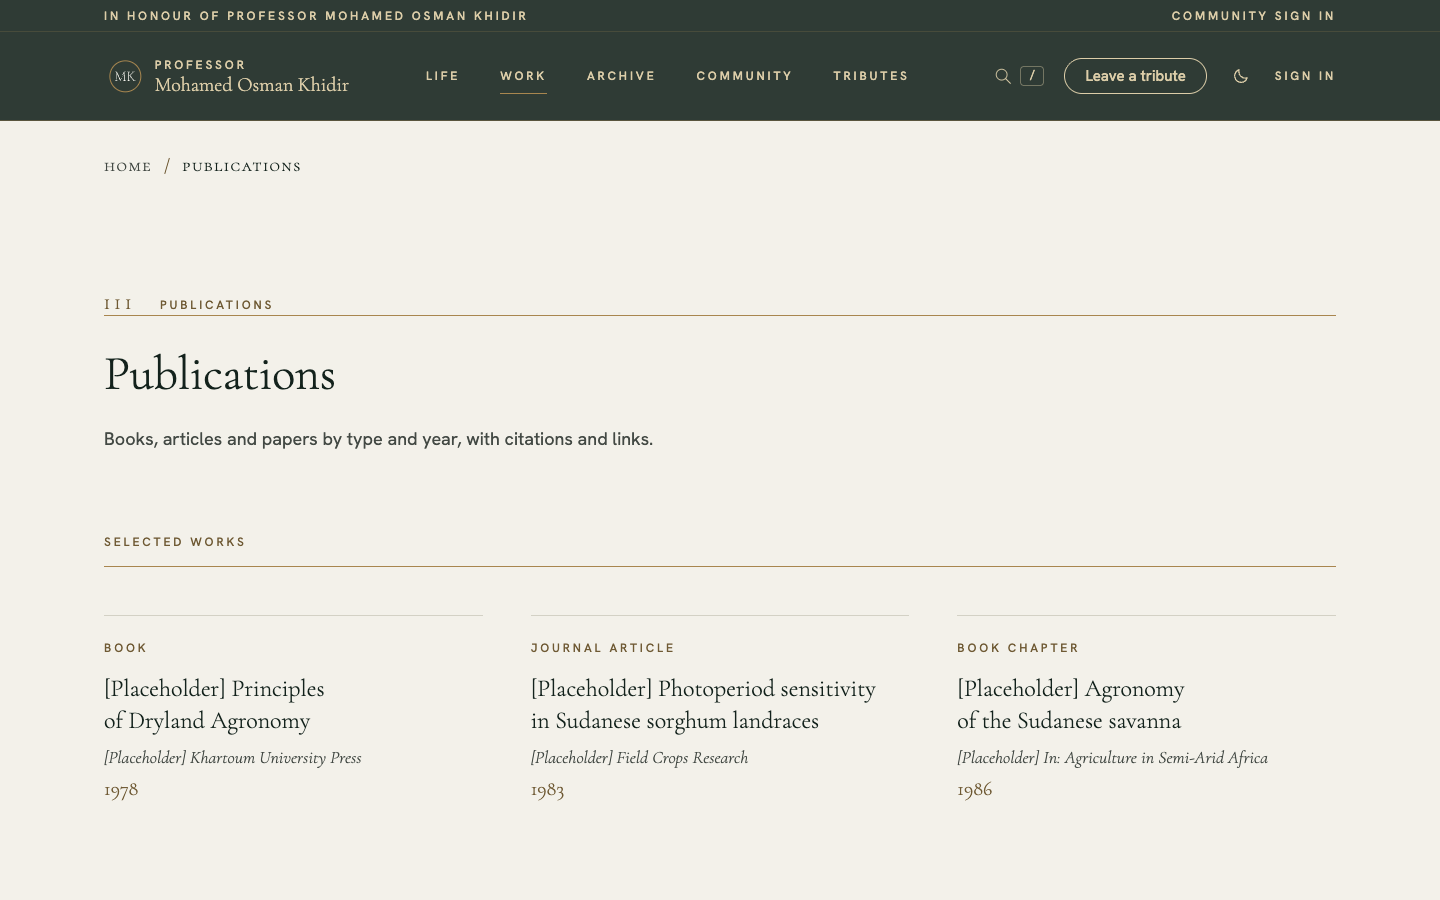 IN HONOUR OF PROFESSOR MOHAMED OSMAN KHIDIR
COMMUNITY SIGN IN
MK
PROFESSOR
Mohamed Osman Khidir
LIFE
WORK
ARCHIVE
COMMUNITY
TRIBUTES
/
Leave a tribute
SIGN IN
HOME / PUBLICATIONS
III PUBLICATIONS
Publications
Books, articles and papers by type and year, with citations and links.
SELECTED WORKS
BOOK
[Placeholder] Principles
of Dryland Agronomy
[Placeholder] Khartoum University Press
1978
JOURNAL ARTICLE
[Placeholder] Photoperiod sensitivity
in Sudanese sorghum landraces
[Placeholder] Field Crops Research
1983
BOOK CHAPTER
[Placeholder] Agronomy
of the Sudanese savanna
[Placeholder] In: Agriculture in Semi-Arid Africa
1986